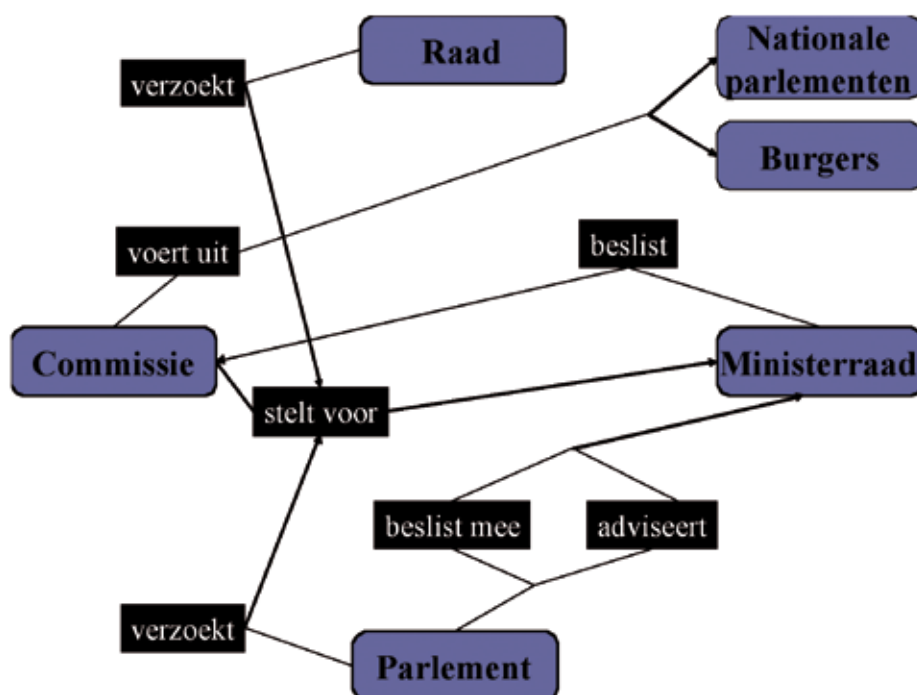 Raad
Nationale
parlementen
verzoekt
Burgers
voert uit
beslist
Commissie
Ministerraad
stelt voor
beslist mee
adviseert
verzoekt
Parlement